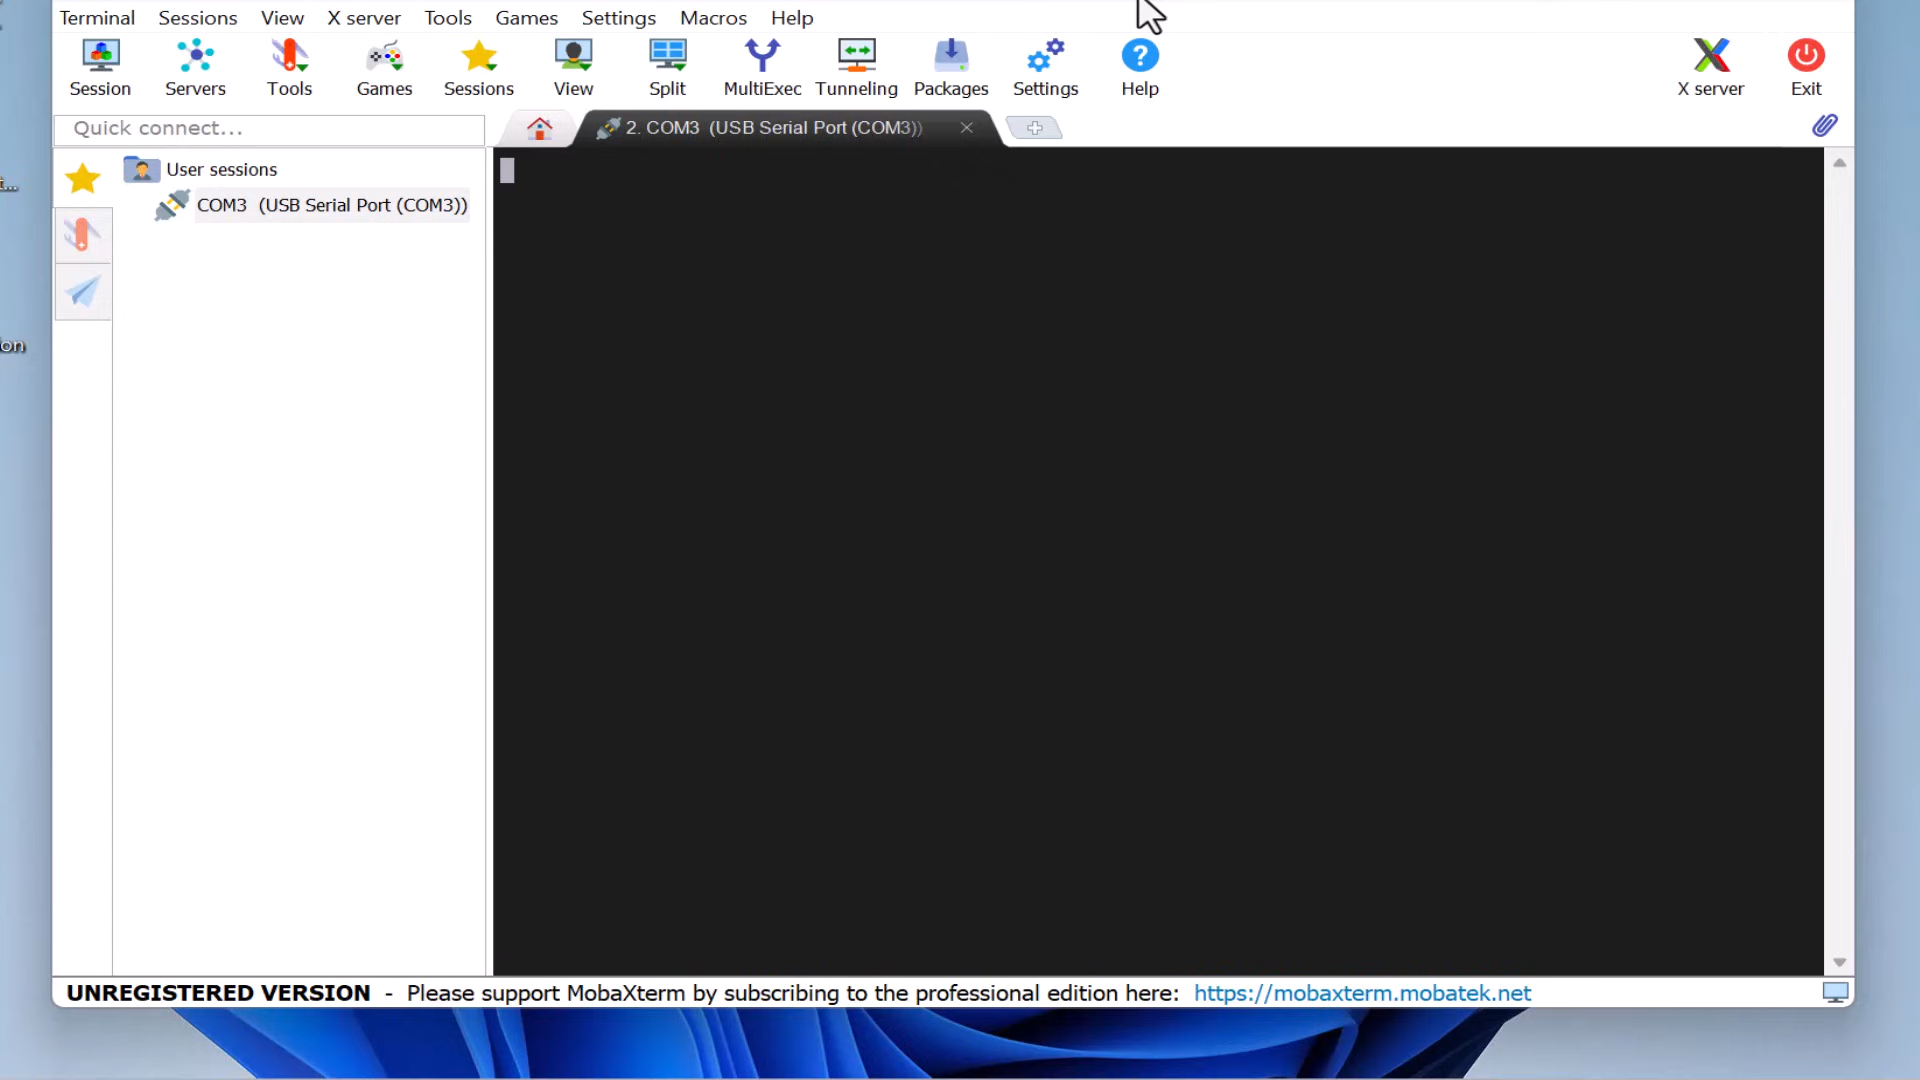 Terminal Sessions View X server Tools Games Settings Macros Help
Session Servers Tools Games Sessions View Split MultiExec Tunneling Packages Settings Help X server Exit
Quick connect...
2. COM3 (USB Serial Port (COM3))
User sessions
COM3 (USB Serial Port (COM3))
on
UNREGISTERED VERSION - Please support MobaXterm by subscribing to the professional edition here: https://mobaxterm.mobatek.net